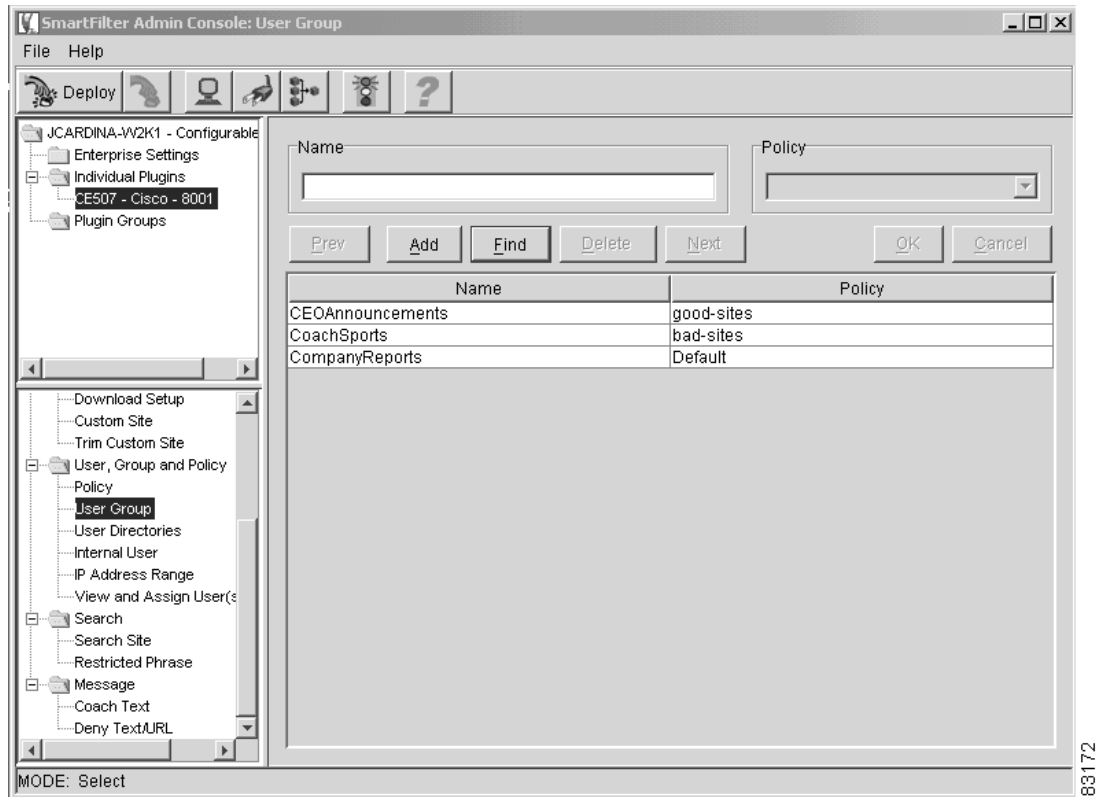 SmartFilter Admin Console: User Group
File Help
Deploy
JCARDINA-W2K1 - Configurable
Enterprise Settings
Individual Plugins
CE507 - Cisco - 8001
Plugin Groups
Download Setup
Custom Site
Trim Custom Site
User, Group and Policy
Policy
User Group
User Directories
Internal User
IP Address Range
View and Assign User(s
Search
Search Site
Restricted Phrase
Message
Coach Text
Deny Text/URL
Name Policy
Prev Add Find Delete Next OK Cancel
Name Policy
CEOAnnouncements good-sites
CoachSports bad-sites
CompanyReports Default
MODE: Select
83172